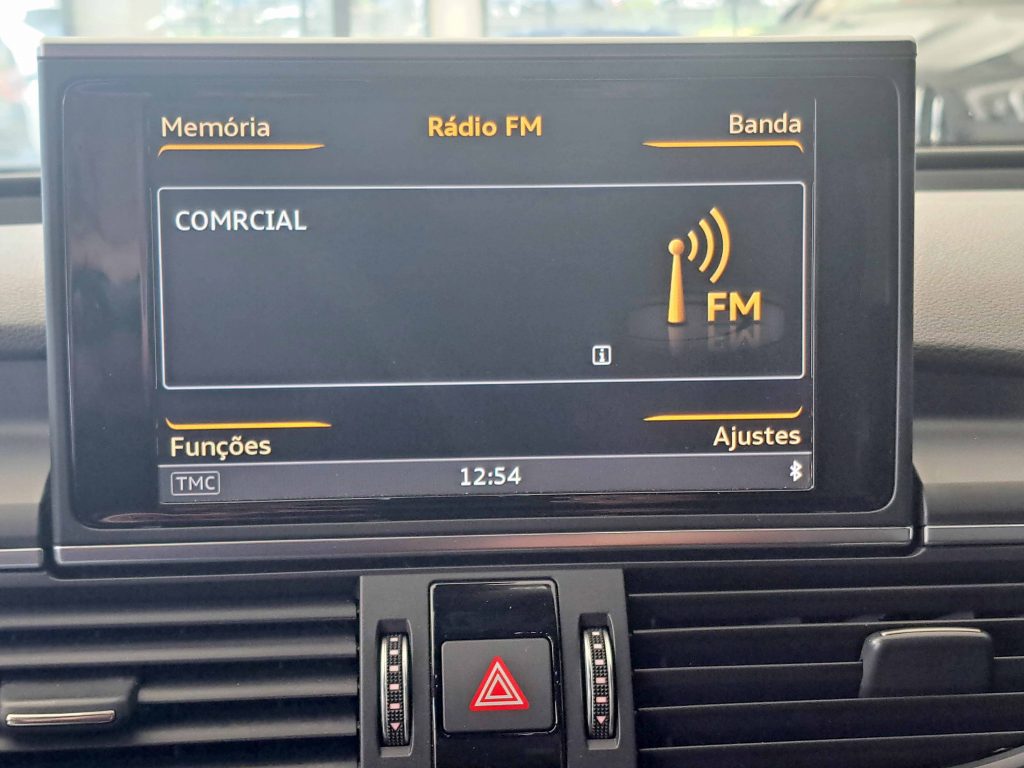 Memória Rádio FM Banda
COMRCIAL
FM
i
Funções Ajustes
TMC 12:54